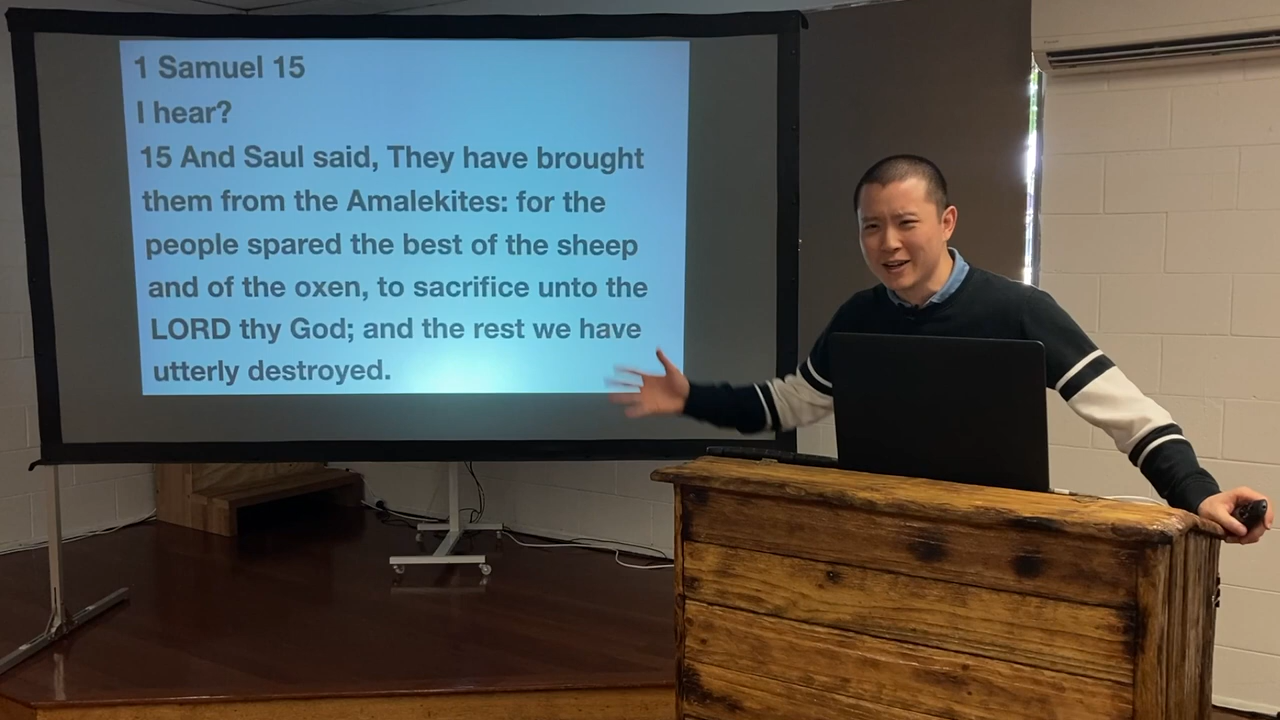 1 Samuel 15
I hear?
15 And Saul said, They have brought
them from the Amalekites: for the
people spared the best of the sheep
and of the oxen, to sacrifice unto the
LORD thy God; and the rest we have
utterly destroyed.